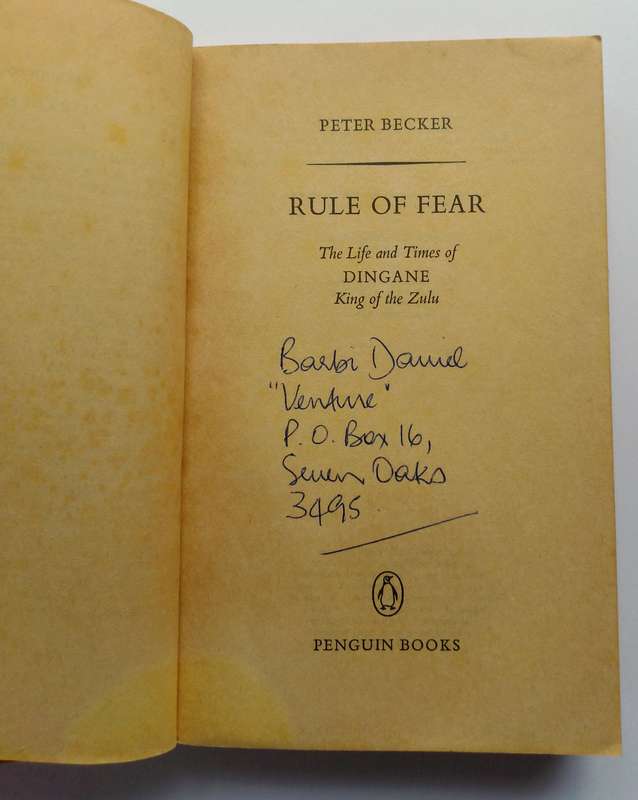 PETER BECKER
RULE OF FEAR
The Life and Times of
DINGANE
King of the Zulu
Barbi Daniel
"Venture"
P.O. Box 16,
Seven Oaks
3495
PENGUIN BOOKS